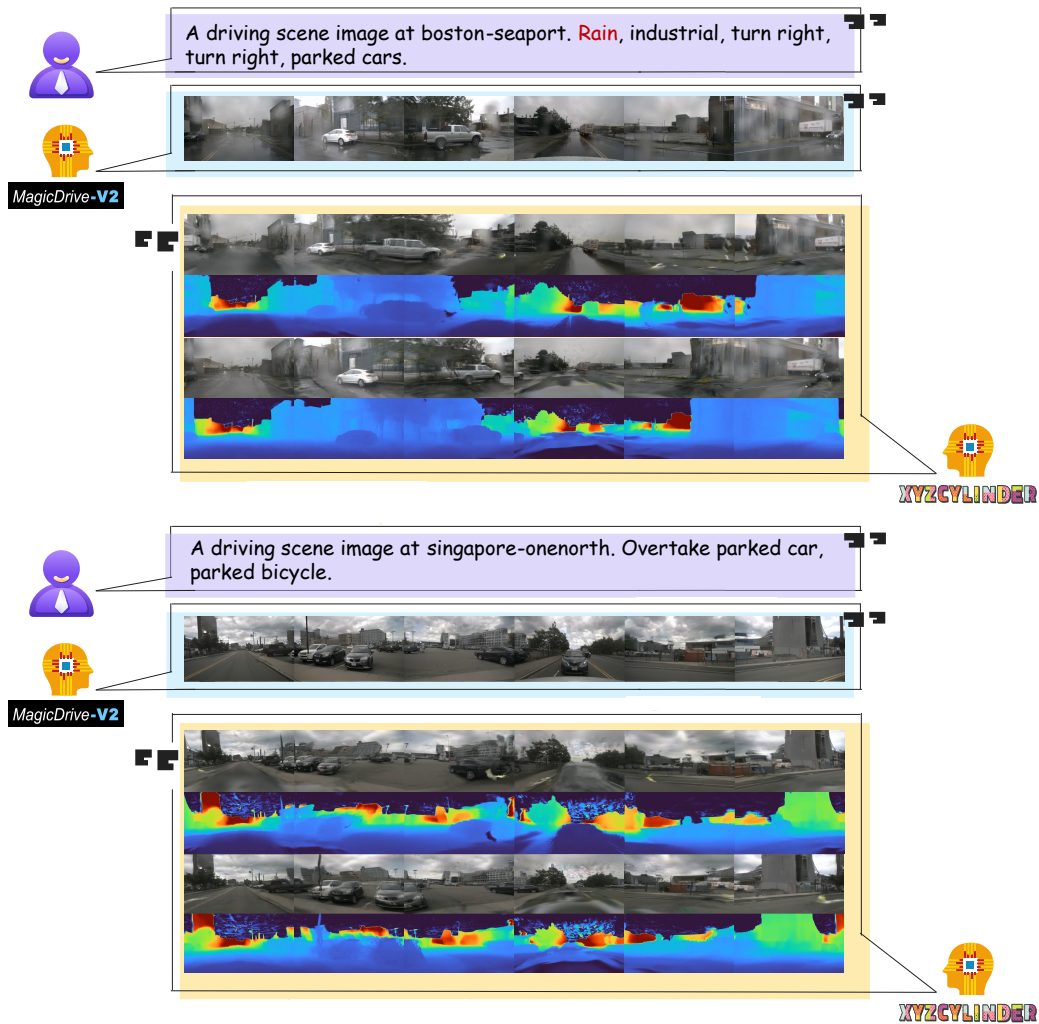 A driving scene image at boston-seaport. Rain, industrial, turn right,
turn right, parked cars.
MagicDrive-V2
XYZCYLINDER
A driving scene image at singapore-onenorth. Overtake parked car,
parked bicycle.
MagicDrive-V2
XYZCYLINDER